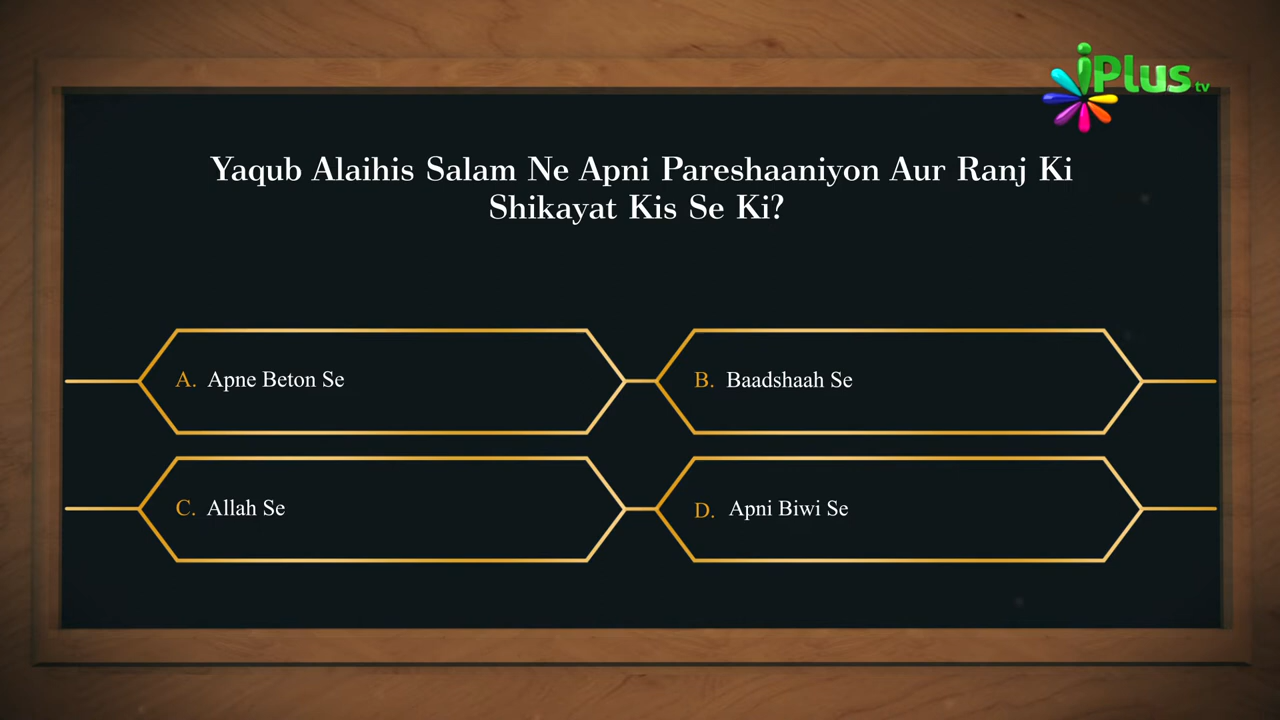 iPlus tv
Yaqub Alaihis Salam Ne Apni Pareshaaniyon Aur Ranj Ki
Shikayat Kis Se Ki?
A. Apne Beton Se
B. Baadshaah Se
C. Allah Se
D. Apni Biwi Se